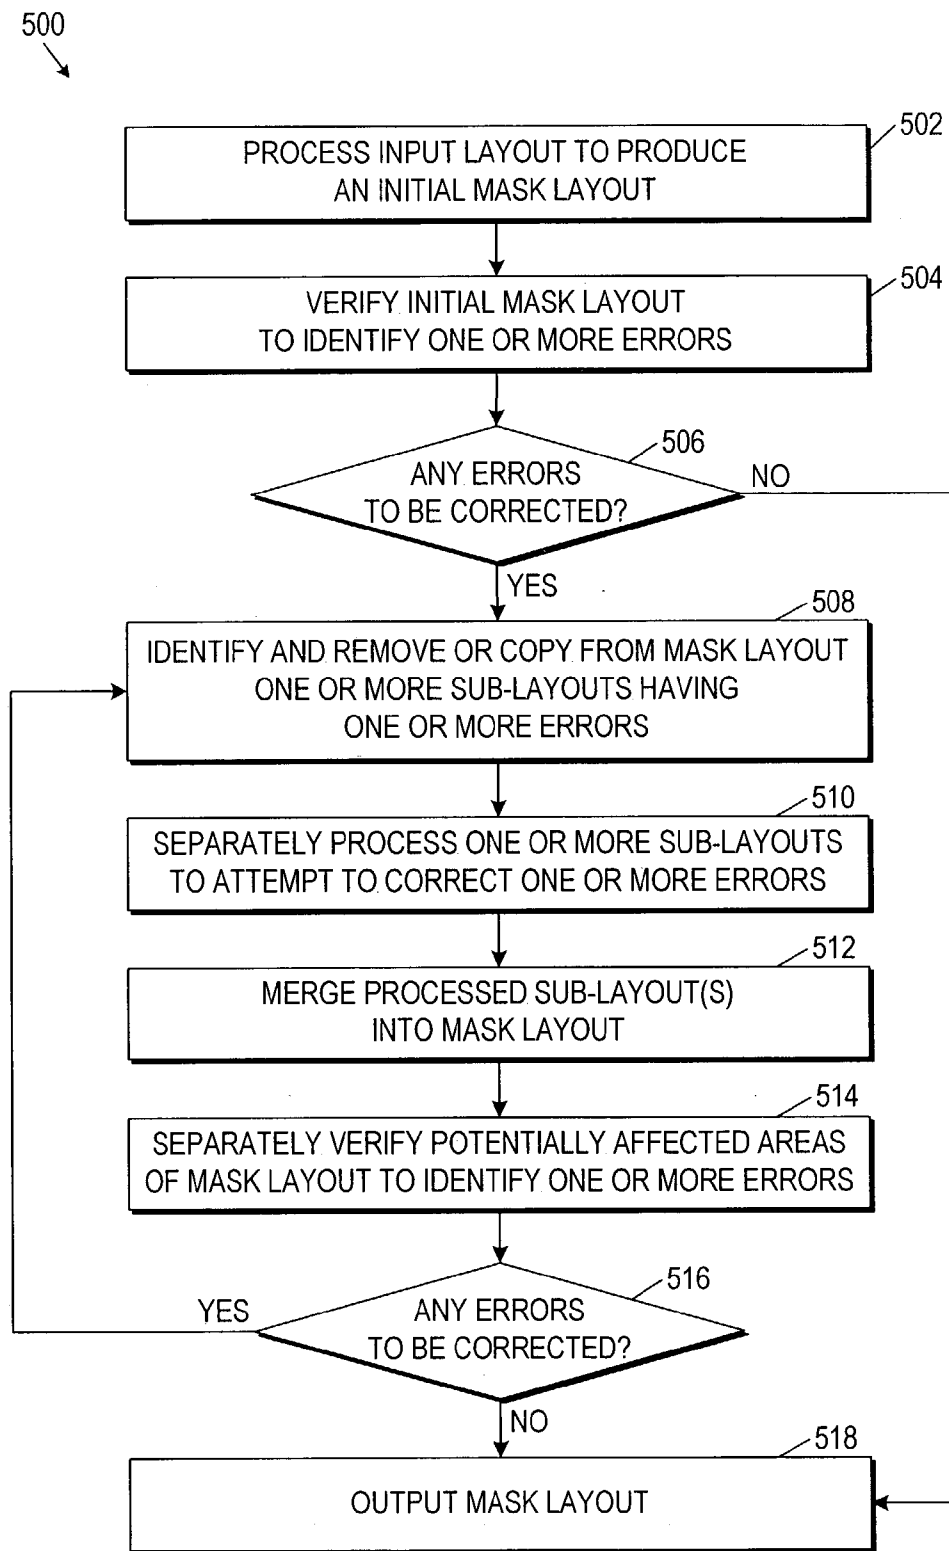 500
502
PROCESS INPUT LAYOUT TO PRODUCE
AN INITIAL MASK LAYOUT
504
VERIFY INITIAL MASK LAYOUT
TO IDENTIFY ONE OR MORE ERRORS
506
ANY ERRORS
TO BE CORRECTED?
NO
YES
508
IDENTIFY AND REMOVE OR COPY FROM MASK LAYOUT
ONE OR MORE SUB-LAYOUTS HAVING
ONE OR MORE ERRORS
510
SEPARATELY PROCESS ONE OR MORE SUB-LAYOUTS
TO ATTEMPT TO CORRECT ONE OR MORE ERRORS
512
MERGE PROCESSED SUB-LAYOUT(S)
INTO MASK LAYOUT
514
SEPARATELY VERIFY POTENTIALLY AFFECTED AREAS
OF MASK LAYOUT TO IDENTIFY ONE OR MORE ERRORS
516
YES
ANY ERRORS
TO BE CORRECTED?
NO
518
OUTPUT MASK LAYOUT